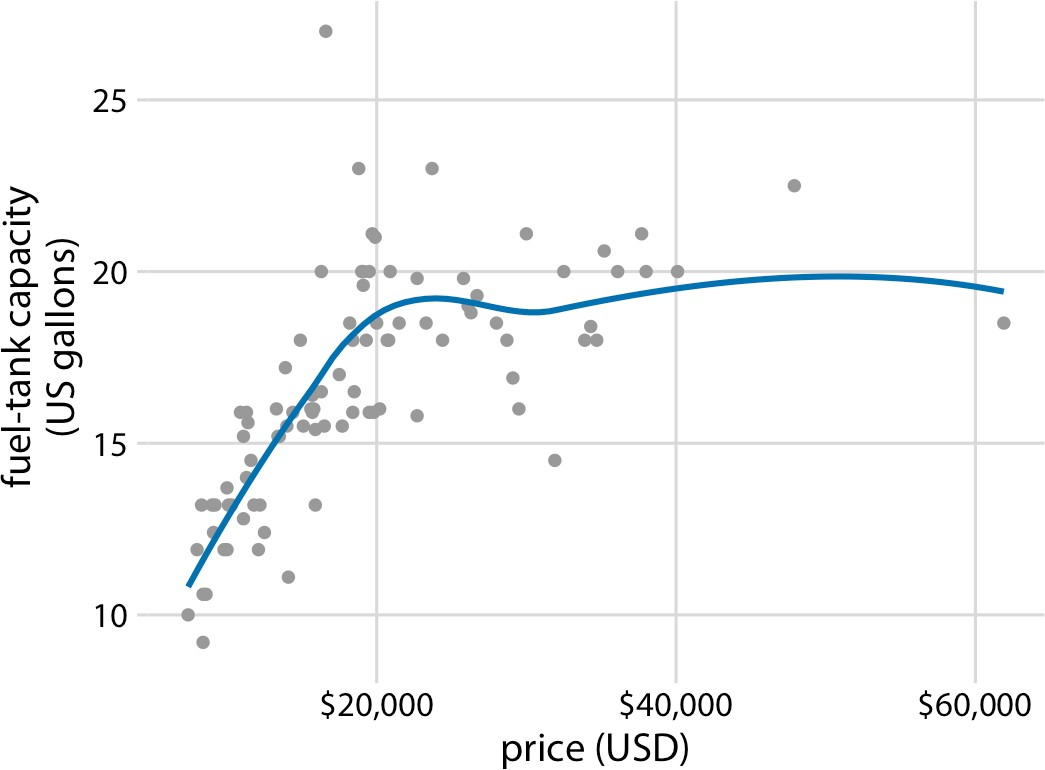 fuel-tank capacity
(US gallons)
25
20
15
10
$20,000
$40,000
$60,000
price (USD)